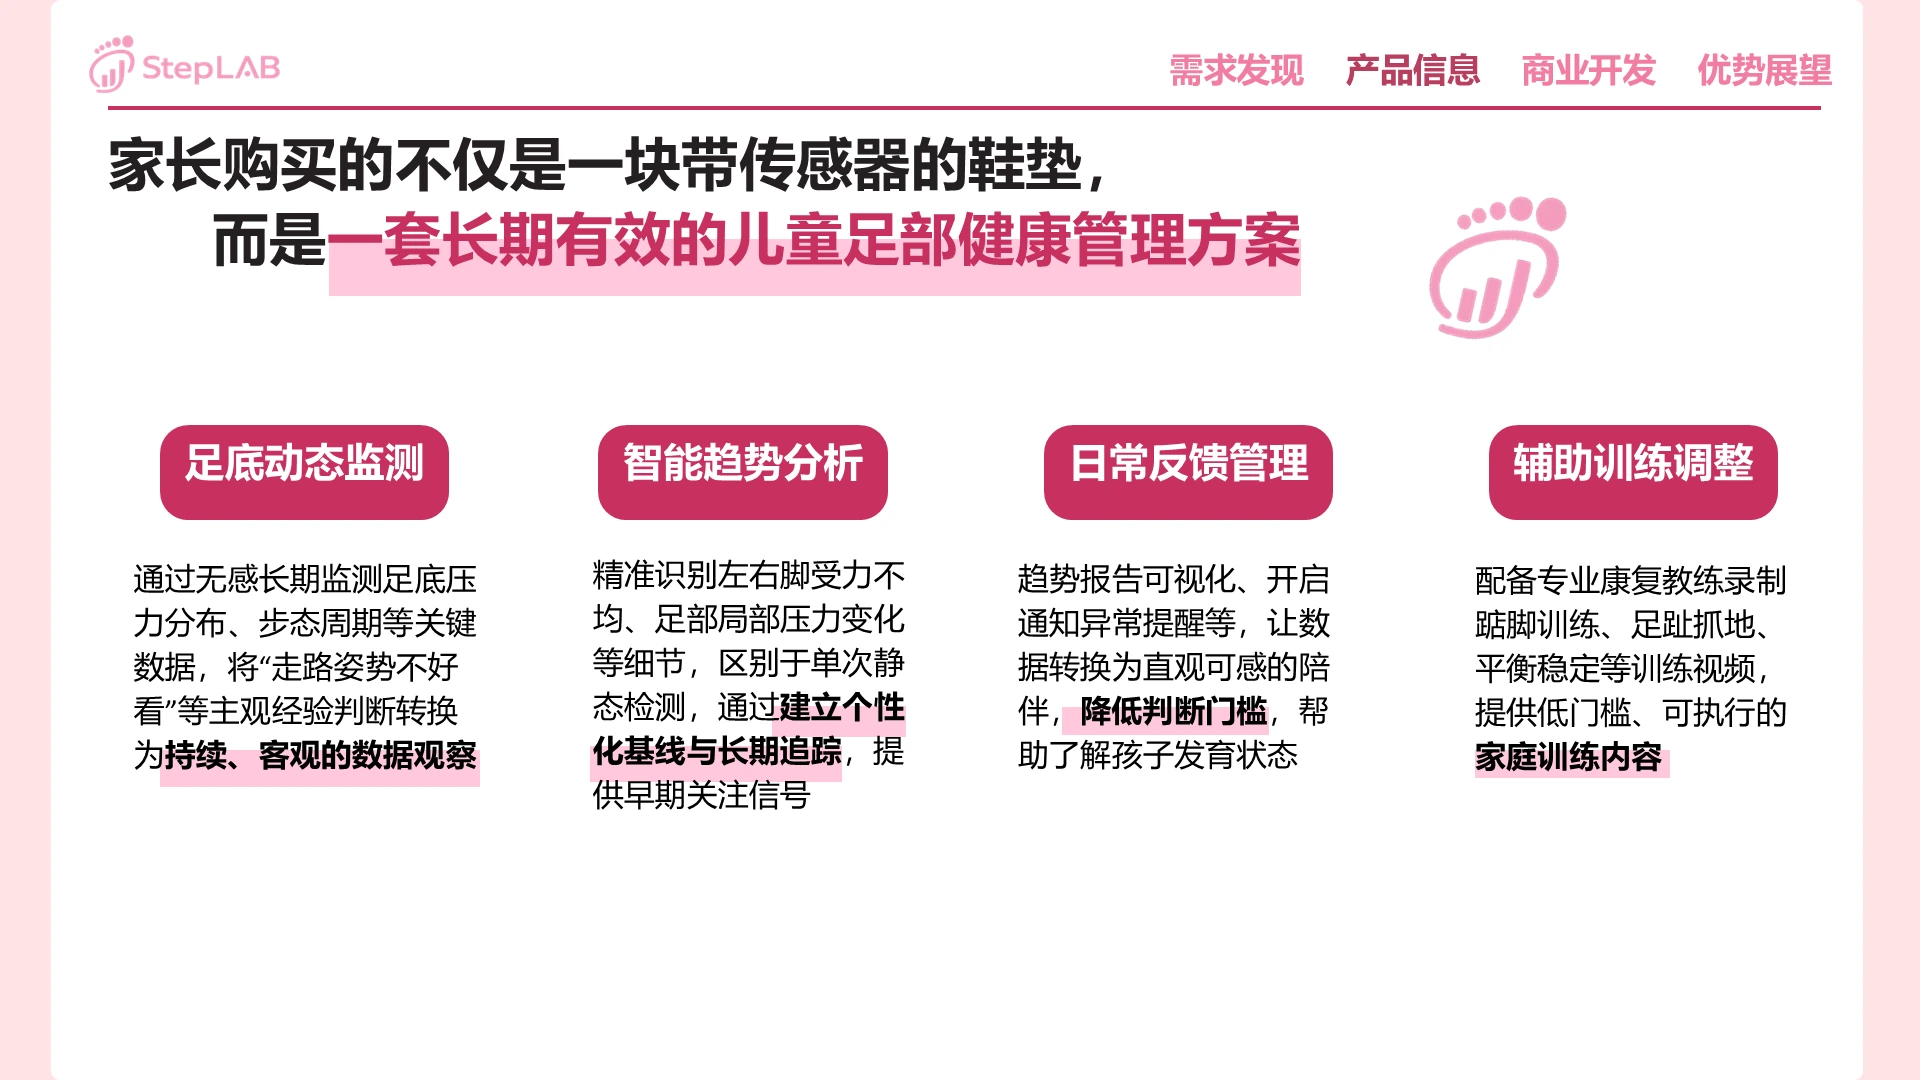 StepLAB
需求发现 产品信息 商业开发 优势展望
家长购买的不仅是一块带传感器的鞋垫，
而是一套长期有效的儿童足部健康管理方案
足底动态监测
通过无感长期监测足底压
力分布、步态周期等关键
数据，将“走路姿势不好
看”等主观经验判断转换
为持续、客观的数据观察
智能趋势分析
精准识别左右脚受力不
均、足部局部压力变化
等细节，区别于单次静
态检测，通过建立个性
化基线与长期追踪，提
供早期关注信号
日常反馈管理
趋势报告可视化、开启
通知异常提醒等，让数
据转换为直观可感的陪
伴，降低判断门槛，帮
助了解孩子发育状态
辅助训练调整
配备专业康复教练录制
踮脚训练、足趾抓地、
平衡稳定等训练视频，
提供低门槛、可执行的
家庭训练内容